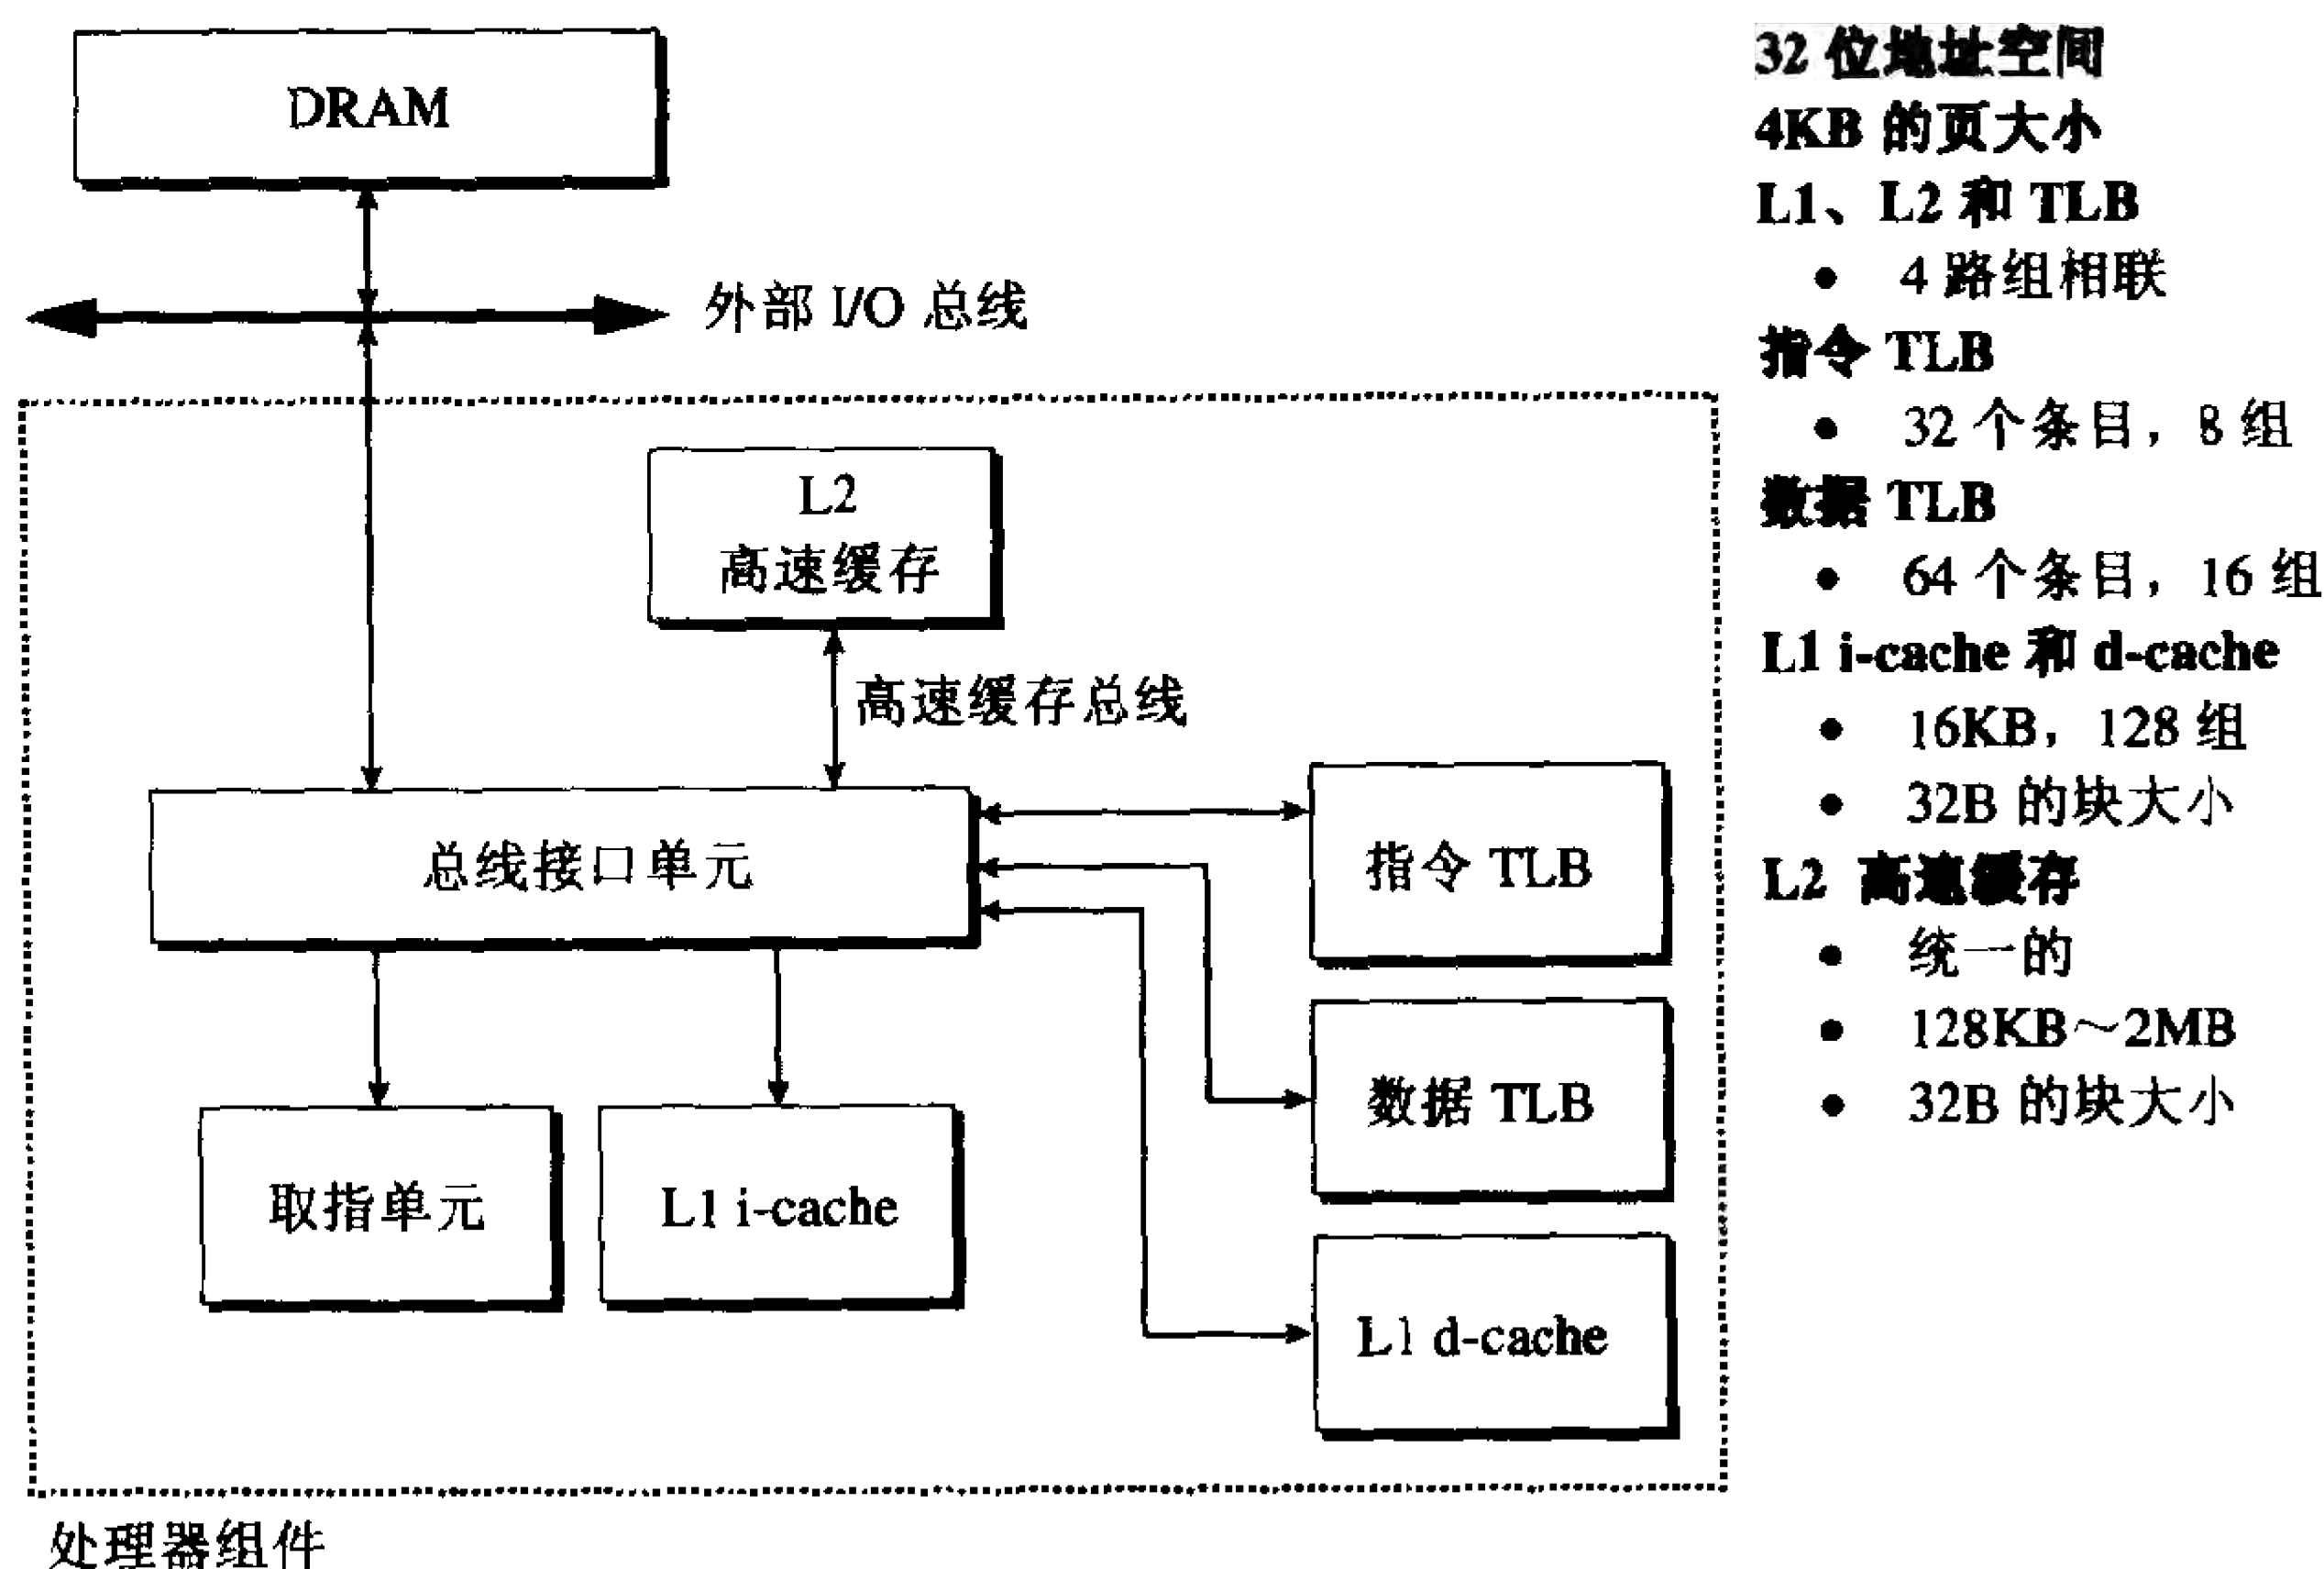 DRAM
外部 I/O 总线
L2
高速缓存
高速缓存总线
总线接口单元
指令 TLB
数据 TLB
取指单元
L1 i-cache
L1 d-cache
处理器组件
32 位地址空间
4KB 的页大小
L1、L2 和 TLB
● 4 路组相联
指令 TLB
● 32 个条目，8 组
数据 TLB
● 64 个条目，16 组
L1 i-cache 和 d-cache
● 16KB，128 组
● 32B 的块大小
L2 高速缓存
● 统一的
● 128KB～2MB
● 32B 的块大小